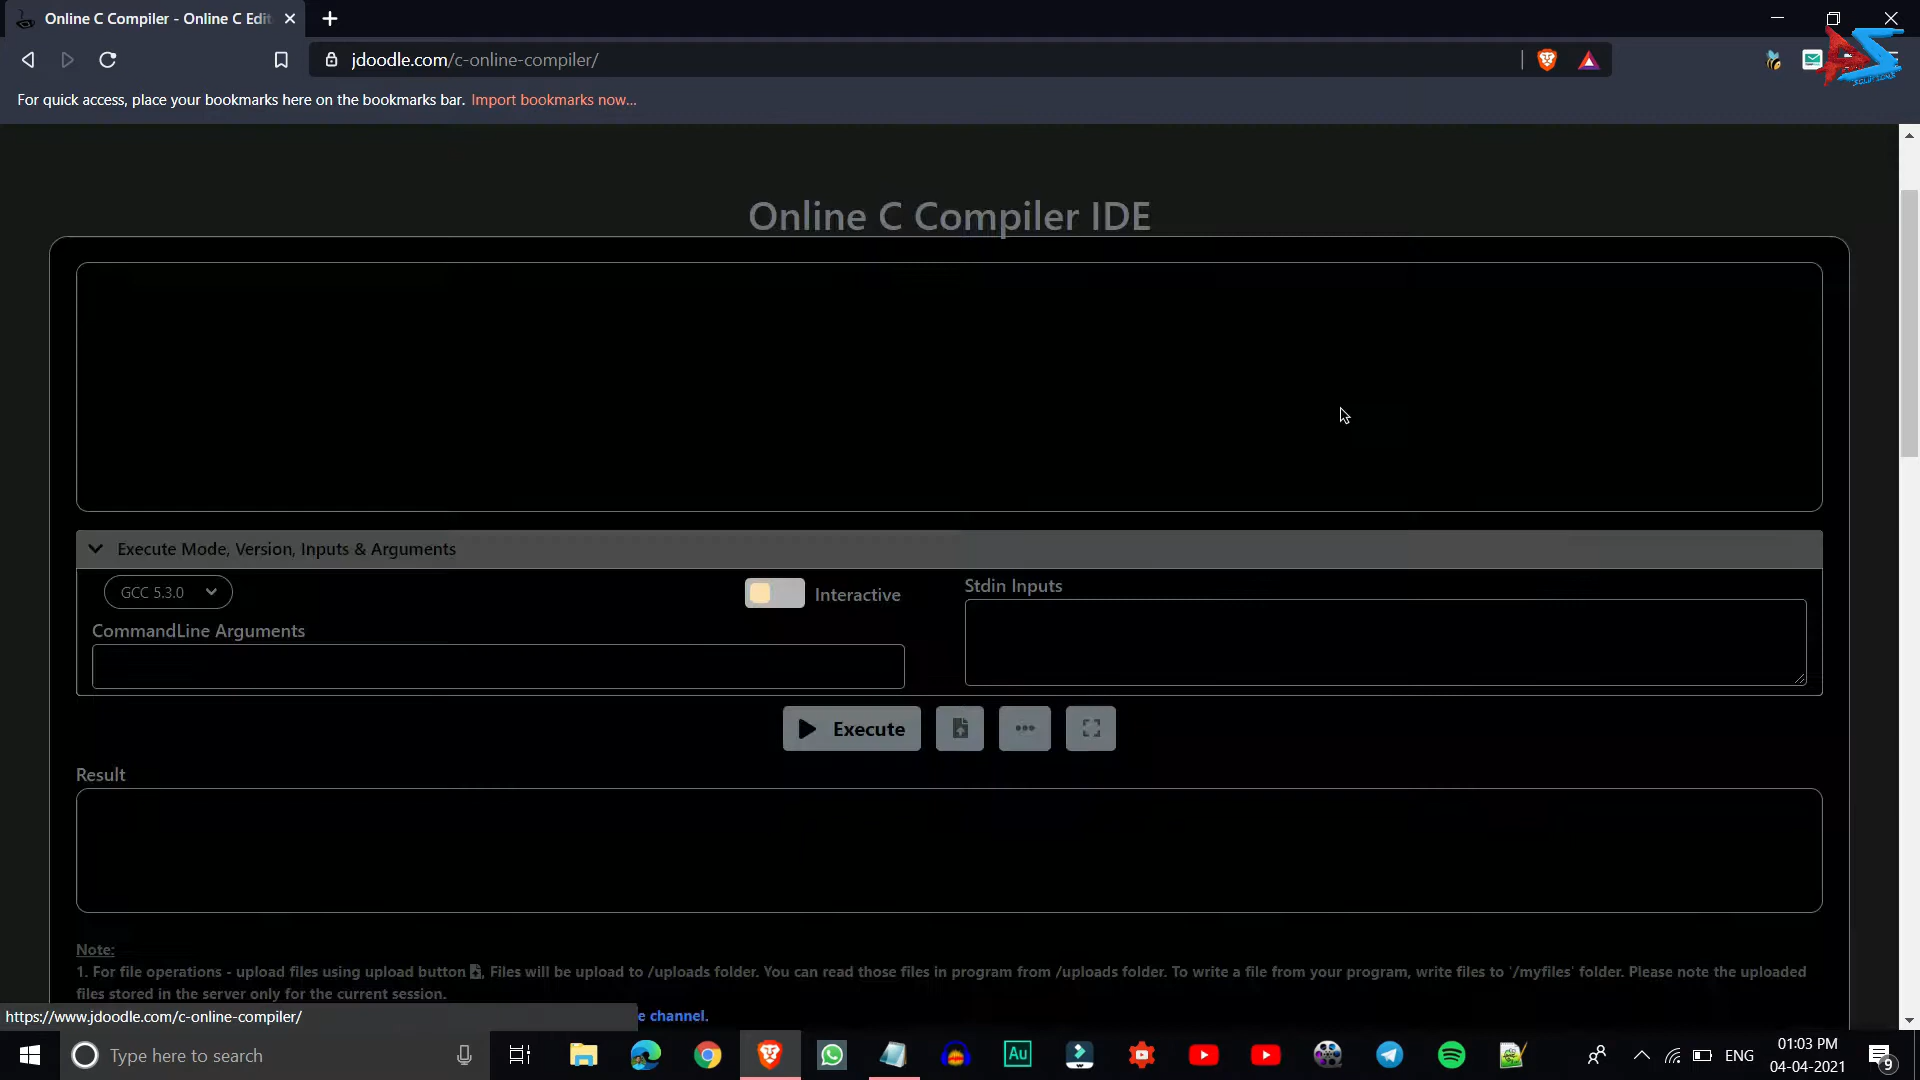 Online C Compiler - Online C Edit
jdoodle.com/c-online-compiler/
For quick access, place your bookmarks here on the bookmarks bar. Import bookmarks now...
Online C Compiler IDE
Execute Mode, Version, Inputs & Arguments
GCC 5.3.0
Interactive
Stdin Inputs
CommandLine Arguments
Execute
Result
Note:
1. For file operations - upload files using upload button , Files will be upload to /uploads folder. You can read those files in program from /uploads folder. To write a file from your program, write files to '/myfiles' folder. Please note the uploaded
files stored in the server only for the current session.
e channel.
https://www.jdoodle.com/c-online-compiler/
Type here to search
Au
ENG
01:03 PM
04-04-2021
9